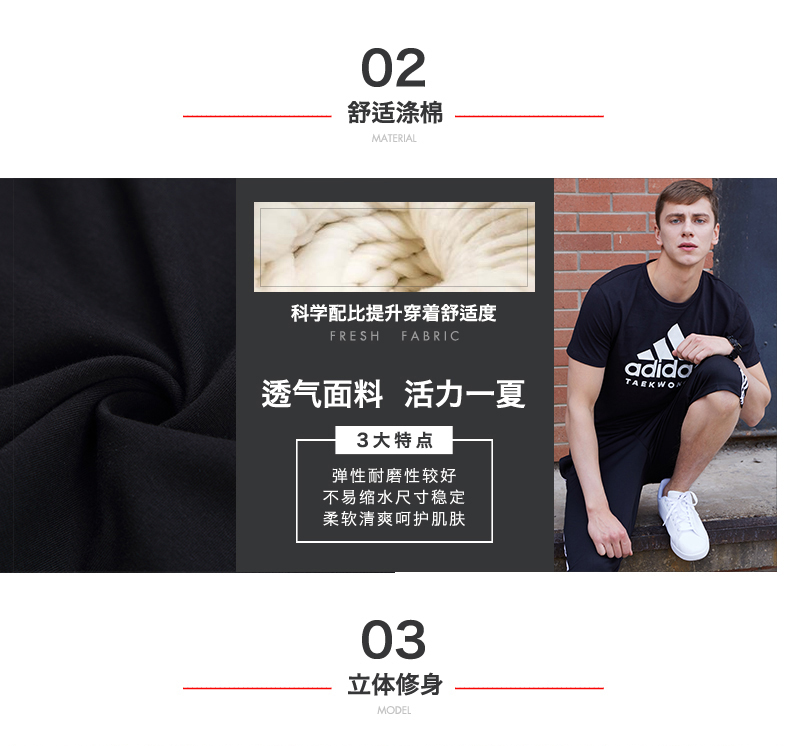 02
舒适涤棉
MATERIAL
科学配比提升穿着舒适度
FRESH FABRIC
透气面料 活力一夏
3大特点
弹性耐磨性较好
不易缩水尺寸稳定
柔软清爽呵护肌肤
adidas
TAEKWON
03
立体修身
MODEL